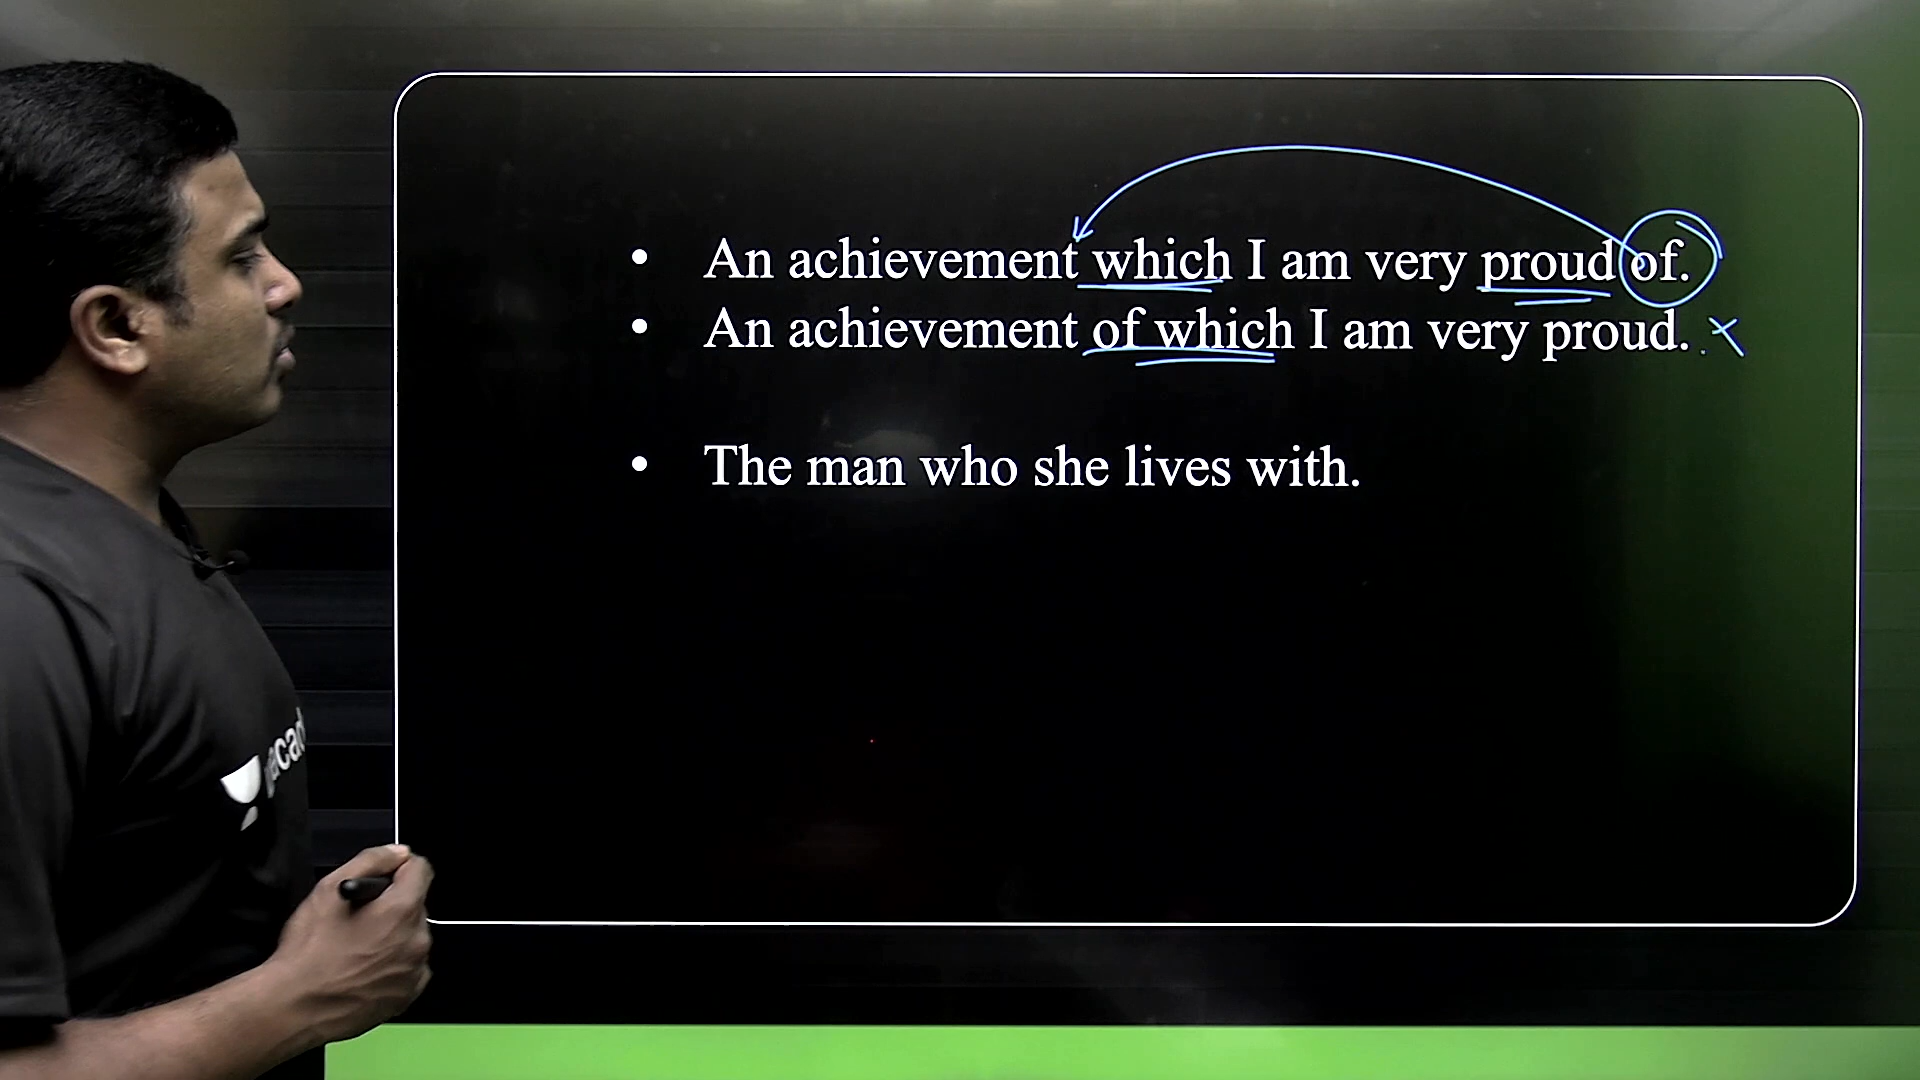 • An achievement which I am very proud of.
• An achievement of which I am very proud. ×
• The man who she lives with.